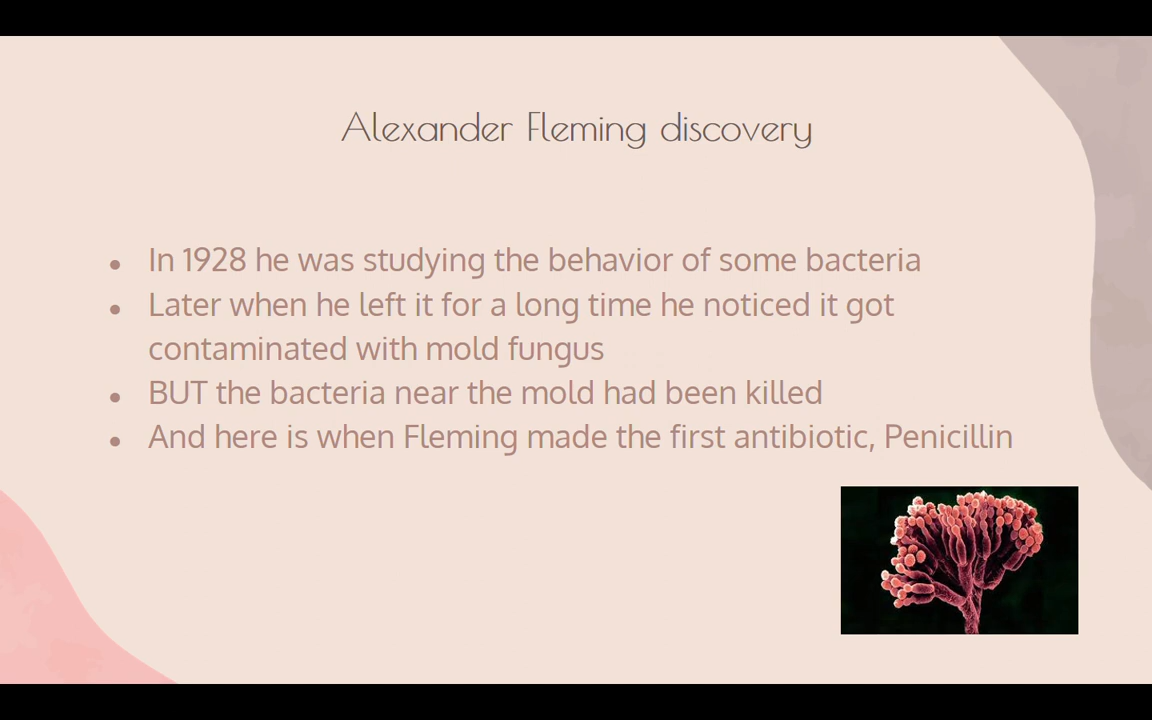 Alexander Fleming discovery
• In 1928 he was studying the behavior of some bacteria
• Later when he left it for a long time he noticed it got
contaminated with mold fungus
• BUT the bacteria near the mold had been killed
• And here is when Fleming made the first antibiotic, Penicillin